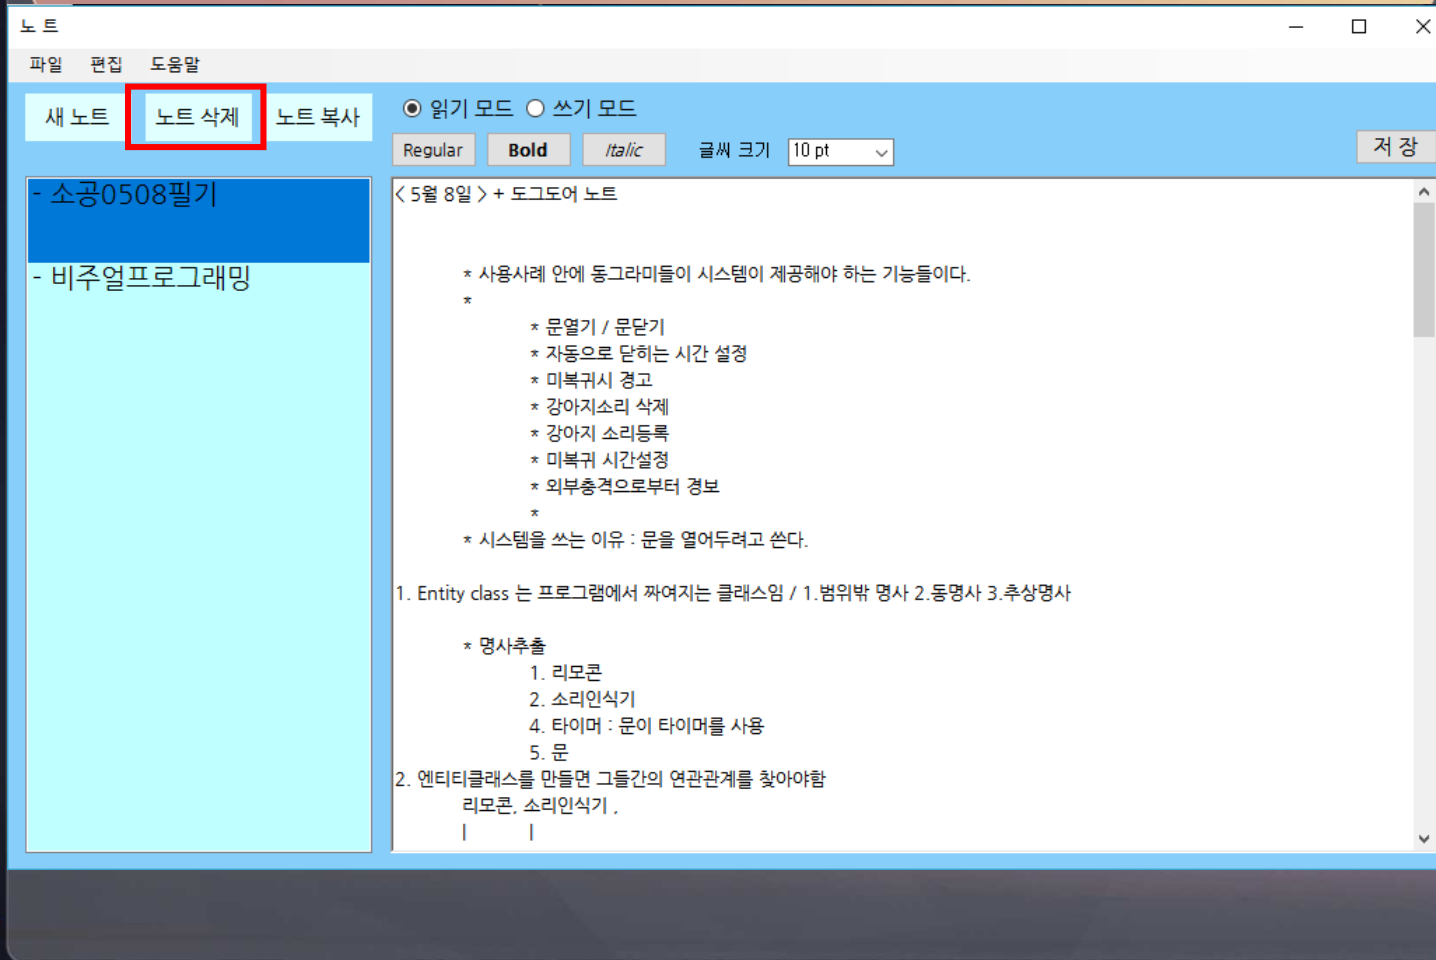 노 트
파일 편집 도움말
새 노트 노트 삭제 노트 복사
읽기 모드 쓰기 모드
Regular Bold Italic 글씨 크기 10 pt
저 장
- 소공0508필기
- 비주얼프로그래밍
< 5월 8일 > + 도그도어 노트
* 사용사례 안에 동그라미들이 시스템이 제공해야 하는 기능들이다.
*
* 문열기 / 문닫기
* 자동으로 닫히는 시간 설정
* 미복귀시 경고
* 강아지소리 삭제
* 강아지 소리등록
* 미복귀 시간설정
* 외부충격으로부터 경보
*
* 시스템을 쓰는 이유 : 문을 열어두려고 쓴다.
1. Entity class 는 프로그램에서 짜여지는 클래스임 / 1.범위밖 명사 2.동명사 3.추상명사
* 명사추출
1. 리모콘
2. 소리인식기
4. 타이머 : 문이 타이머를 사용
5. 문
2. 엔티티클래스를 만들면 그들간의 연관관계를 찾아야함
리모콘, 소리인식기 ,
| |